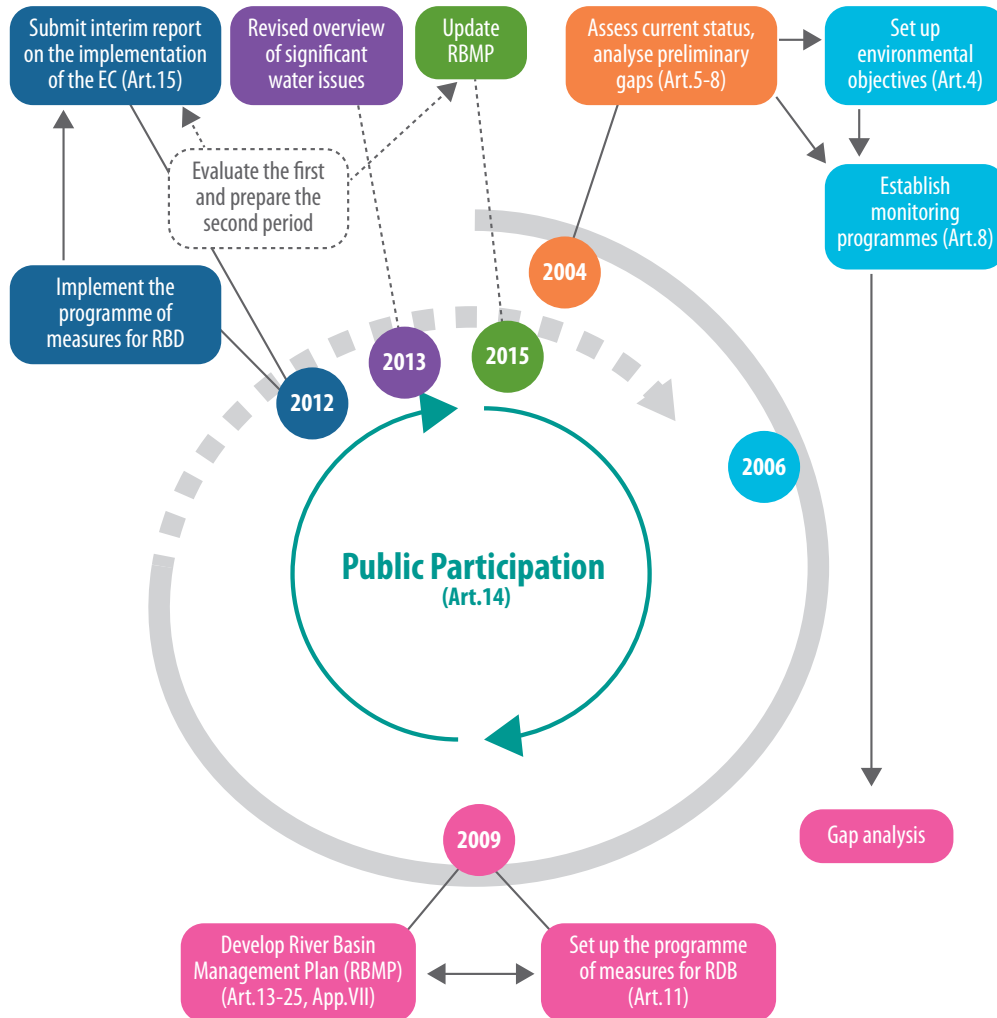 Submit interim report
on the implementation
of the EC (Art.15)
Revised overview
of significant
water issues
Update
RBMP
Assess current status,
analyse preliminary
gaps (Art.5-8)
Set up
environmental
objectives (Art.4)
Evaluate the first
and prepare the
second period
Establish
monitoring
programmes (Art.8)
Implement the
programme of
measures for RBD
2004
2013
2015
2012
2006
Public Participation
(Art.14)
2009
Gap analysis
Develop River Basin
Management Plan (RBMP)
(Art.13-25, App.VII)
Set up the programme
of measures for RDB
(Art.11)